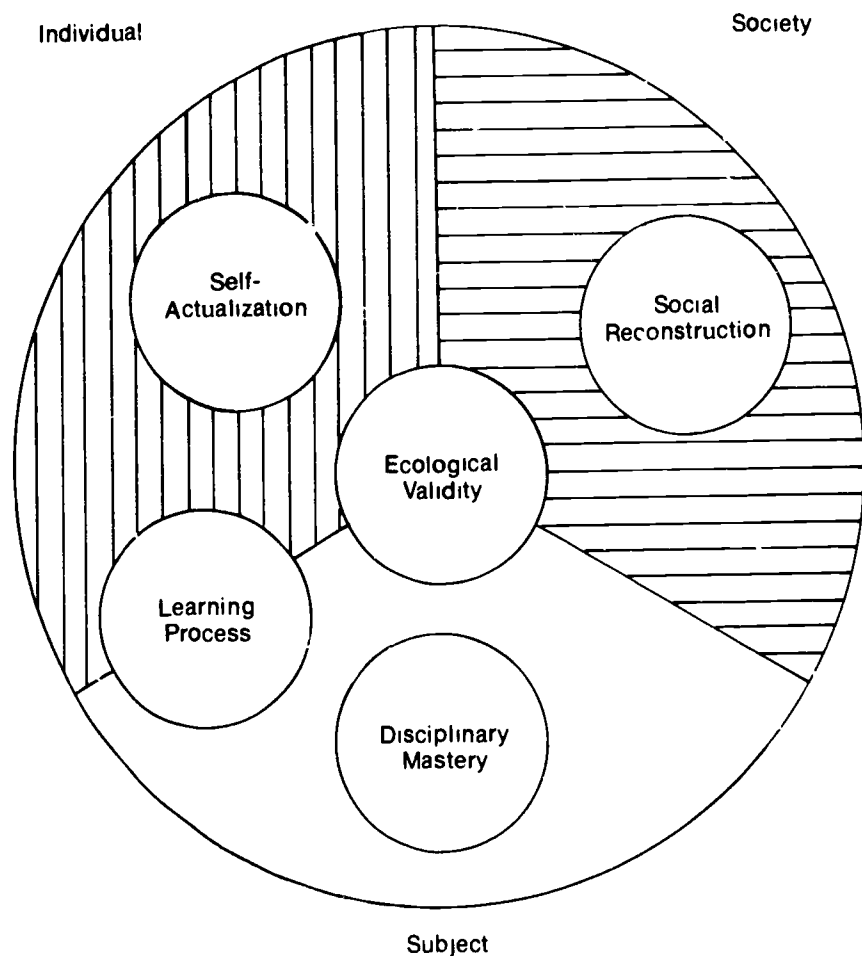 Individual
Society
Self-
Actualization
Social
Reconstruction
Ecological
Validity
Learning
Process
Disciplinary
Mastery
Subject